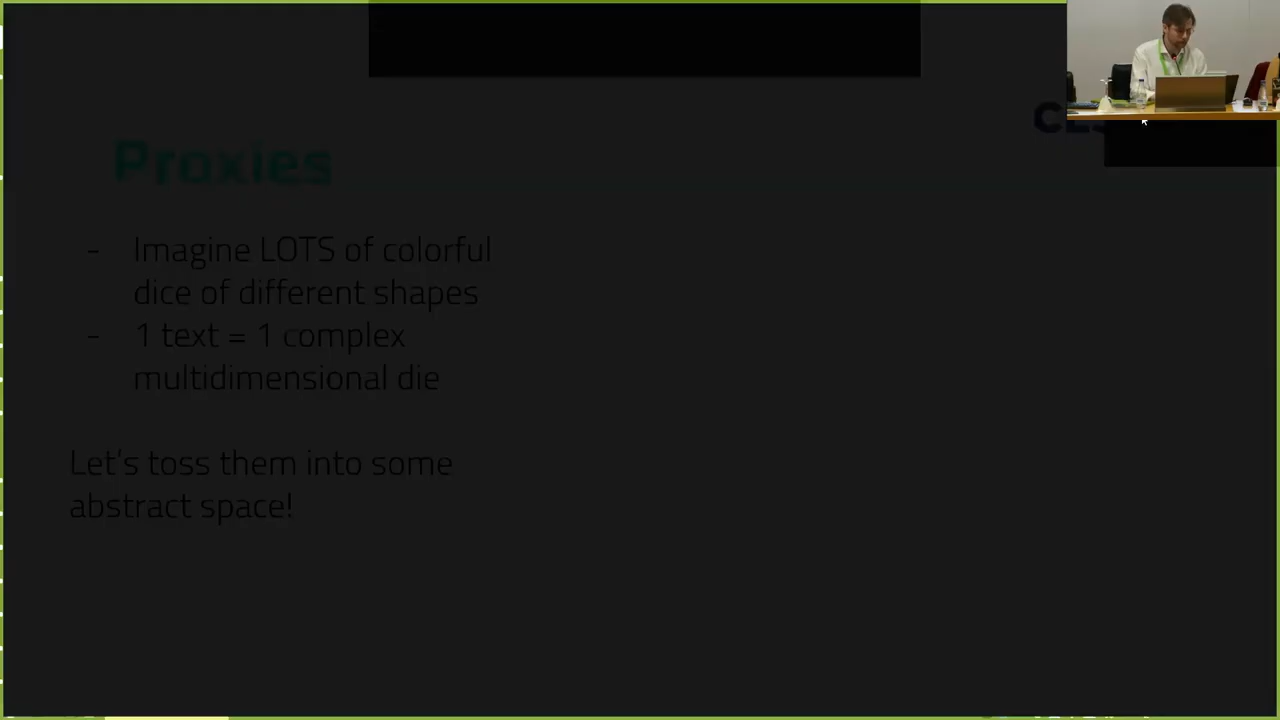 Proxies
- Imagine LOTS of colorful
dice of different shapes
- 1 text = 1 complex
multidimensional die
Let's toss them into some
abstract space!